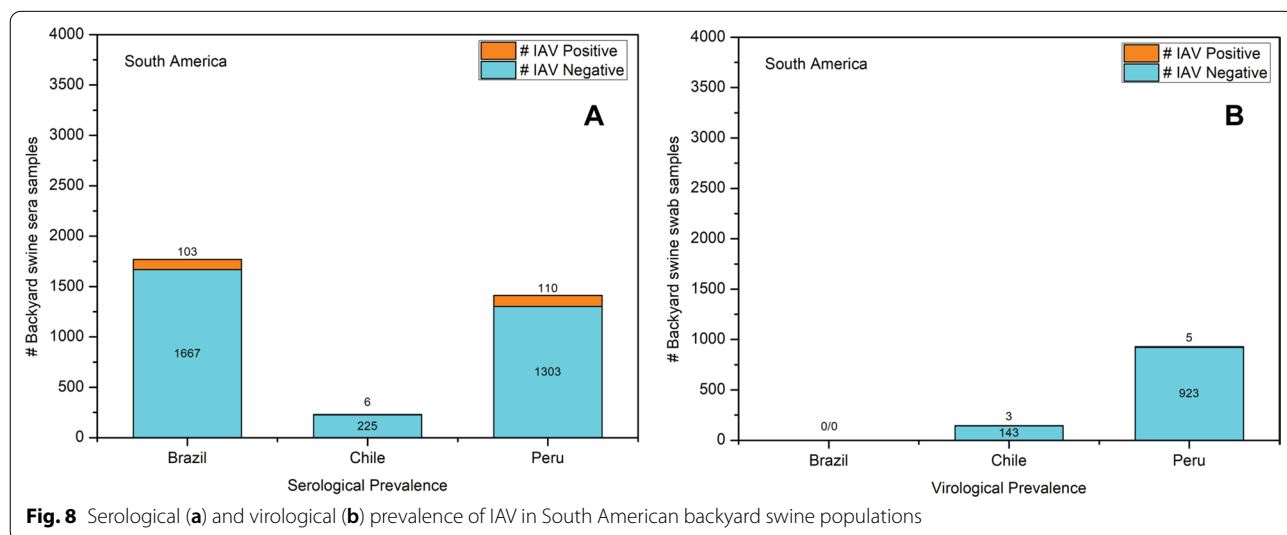 4000
3500
3000
2500
2000
1500
1000
500
0
# Backyard swine sera samples
South America
# IAV Positive
# IAV Negative
A
103
1667
6
225
110
1303
Brazil
Chile
Peru
Serological Prevalence
4000
3500
3000
2500
2000
1500
1000
500
0
# Backyard swine swab samples
South America
# IAV Positive
# IAV Negative
B
0/0
3
143
5
923
Brazil
Chile
Peru
Virological Prevalence
Fig. 8 Serological (a) and virological (b) prevalence of IAV in South American backyard swine populations